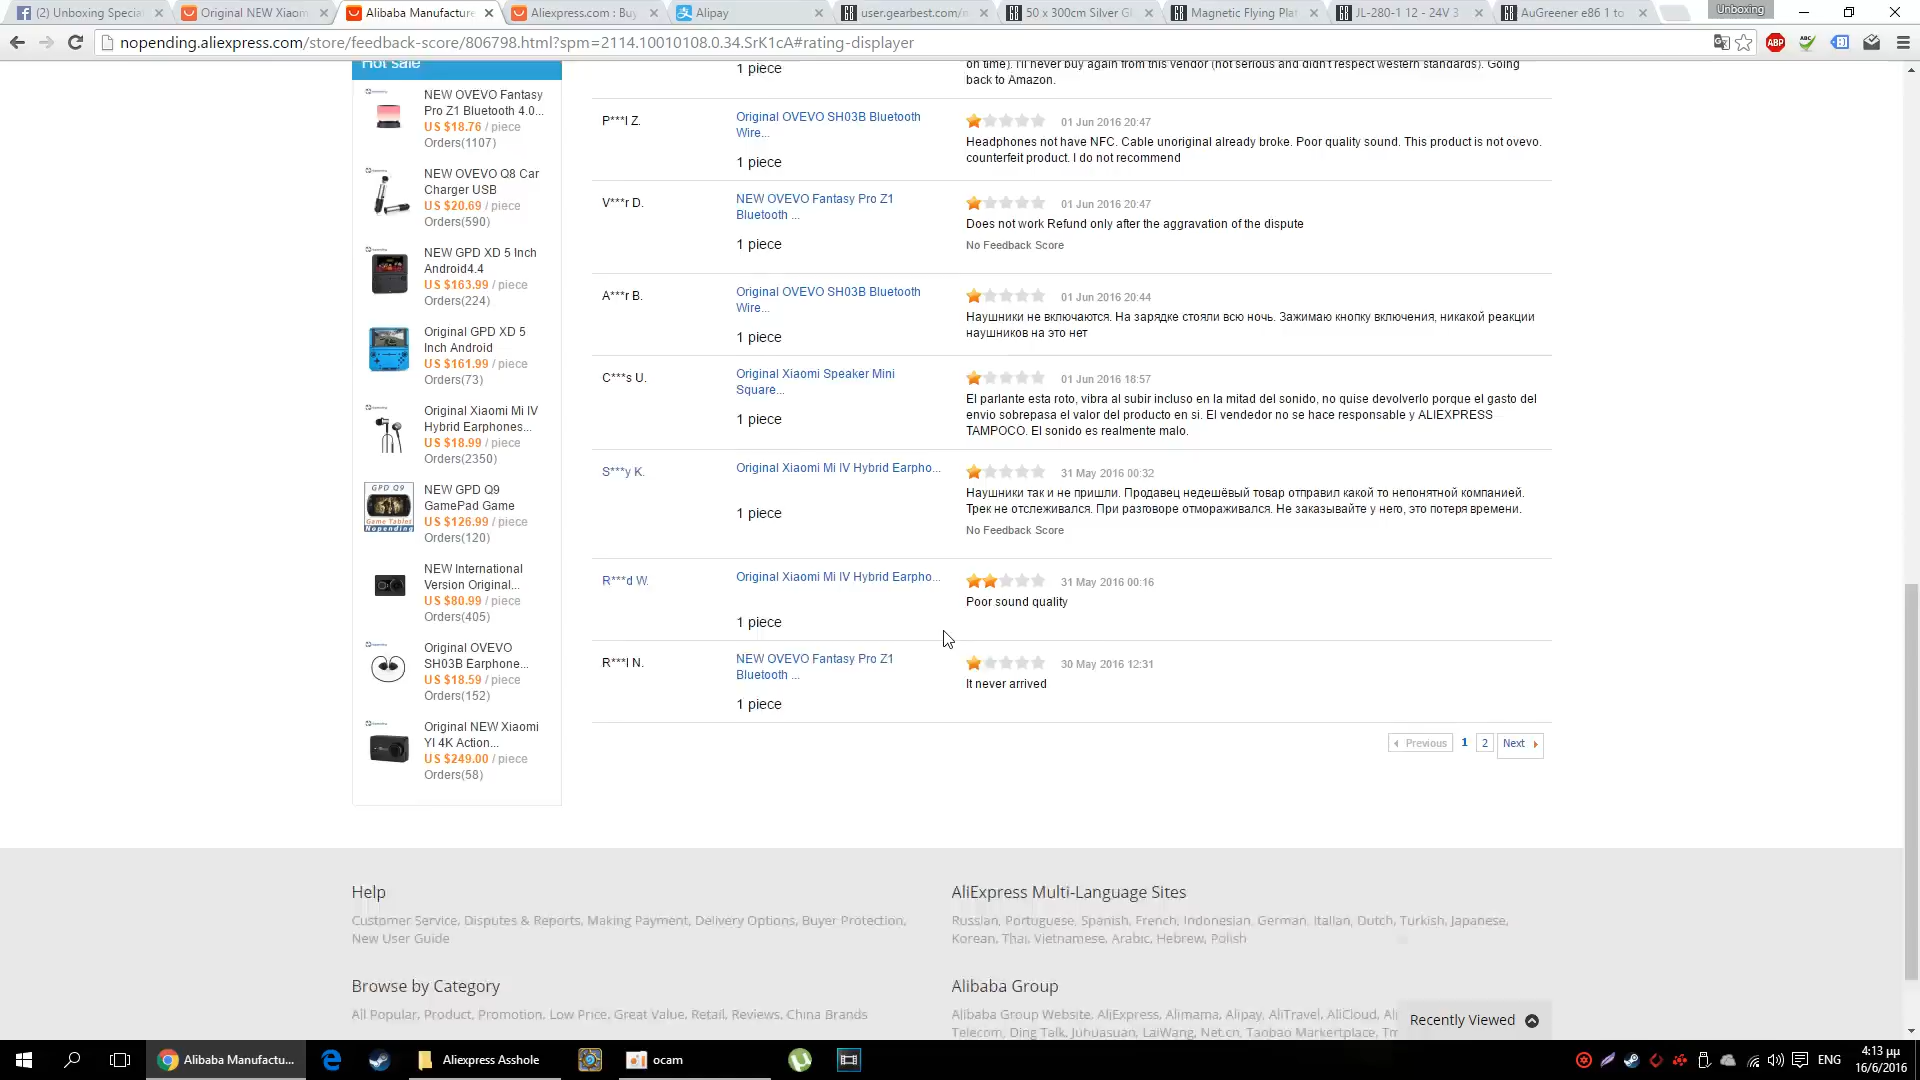 (2) Unboxing Specia
Original NEW Xiaom
Alibaba Manufacture
Aliexpress.com : Buy
Alipay
user.gearbest.com/m
50 x 300cm Silver Gl
Magnetic Flying Plat
JL-280-1 12 - 24V 3
AuGreener e86 1 to
Unboxing
nopending.aliexpress.com/store/feedback-score/806798.html?spm=2114.10010108.0.34.SrK1cA#rating-displayer
Hot sale
NEW OVEVO Fantasy
Pro Z1 Bluetooth 4.0...
US $18.76 / piece
Orders(1107)
NEW OVEVO Q8 Car
Charger USB
US $20.69 / piece
Orders(590)
NEW GPD XD 5 Inch
Android4.4
US $163.99 / piece
Orders(224)
Original GPD XD 5
Inch Android
US $161.99 / piece
Orders(73)
Original Xiaomi Mi IV
Hybrid Earphones...
US $18.99 / piece
Orders(2350)
GPD Q9
Game Tablets
Nopending
NEW GPD Q9
GamePad Game
US $126.99 / piece
Orders(120)
NEW International
Version Original...
US $80.99 / piece
Orders(405)
Original OVEVO
SH03B Earphone...
US $18.59 / piece
Orders(152)
Original NEW Xiaomi
YI 4K Action...
US $249.00 / piece
Orders(58)
1 piece
on time). I'll never buy again from this vendor (not serious and didn't respect western standards). Going
back to Amazon.
P***l Z.
Original OVEVO SH03B Bluetooth
Wire...
1 piece
01 Jun 2016 20:47
Headphones not have NFC. Cable unoriginal already broke. Poor quality sound. This product is not ovevo.
counterfeit product. I do not recommend
V***r D.
NEW OVEVO Fantasy Pro Z1
Bluetooth ...
1 piece
01 Jun 2016 20:47
Does not work Refund only after the aggravation of the dispute
No Feedback Score
A***r B.
Original OVEVO SH03B Bluetooth
Wire...
1 piece
01 Jun 2016 20:44
Наушники не включаются. На зарядке стояли всю ночь. Зажимаю кнопку включения, никакой реакции
наушников на это нет
C***s U.
Original Xiaomi Speaker Mini
Square...
1 piece
01 Jun 2016 18:57
El parlante esta roto, vibra al subir incluso en la mitad del sonido, no quise devolverlo porque el gasto del
envio sobrepasa el valor del producto en si. El vendedor no se hace responsable y ALIEXPRESS
TAMPOCO. El sonido es realmente malo.
S***y K.
Original Xiaomi Mi IV Hybrid Earpho...
1 piece
31 May 2016 00:32
Наушники так и не пришли. Продавец недешёвый товар отправил какой то непонятной компанией.
Трек не отслеживался. При разговоре отмораживался. Не заказывайте у него, это потеря времени.
No Feedback Score
R***d W.
Original Xiaomi Mi IV Hybrid Earpho...
1 piece
31 May 2016 00:16
Poor sound quality
R***l N.
NEW OVEVO Fantasy Pro Z1
Bluetooth ...
1 piece
30 May 2016 12:31
It never arrived
Previous 1 2 Next
Help
Customer Service, Disputes & Reports, Making Payment, Delivery Options, Buyer Protection,
New User Guide
AliExpress Multi-Language Sites
Russian, Portuguese, Spanish, French, Indonesian, German, Italian, Dutch, Turkish, Japanese,
Korean, Thai, Vietnamese, Arabic, Hebrew, Polish
Browse by Category
All Popular, Product, Promotion, Low Price, Great Value, Retail, Reviews, China Brands
Alibaba Group
Alibaba Group Website, AliExpress, Alimama, Alipay, AliTravel, AliCloud, Ali
Telecom, Ding Talk, Juhuasuan, LaiWang, Net.cn, Taobao Marketplace, Tm
Recently Viewed
Alibaba Manufactu...
Aliexpress Asshole
ocam
ENG
4:13 μμ
16/6/2016